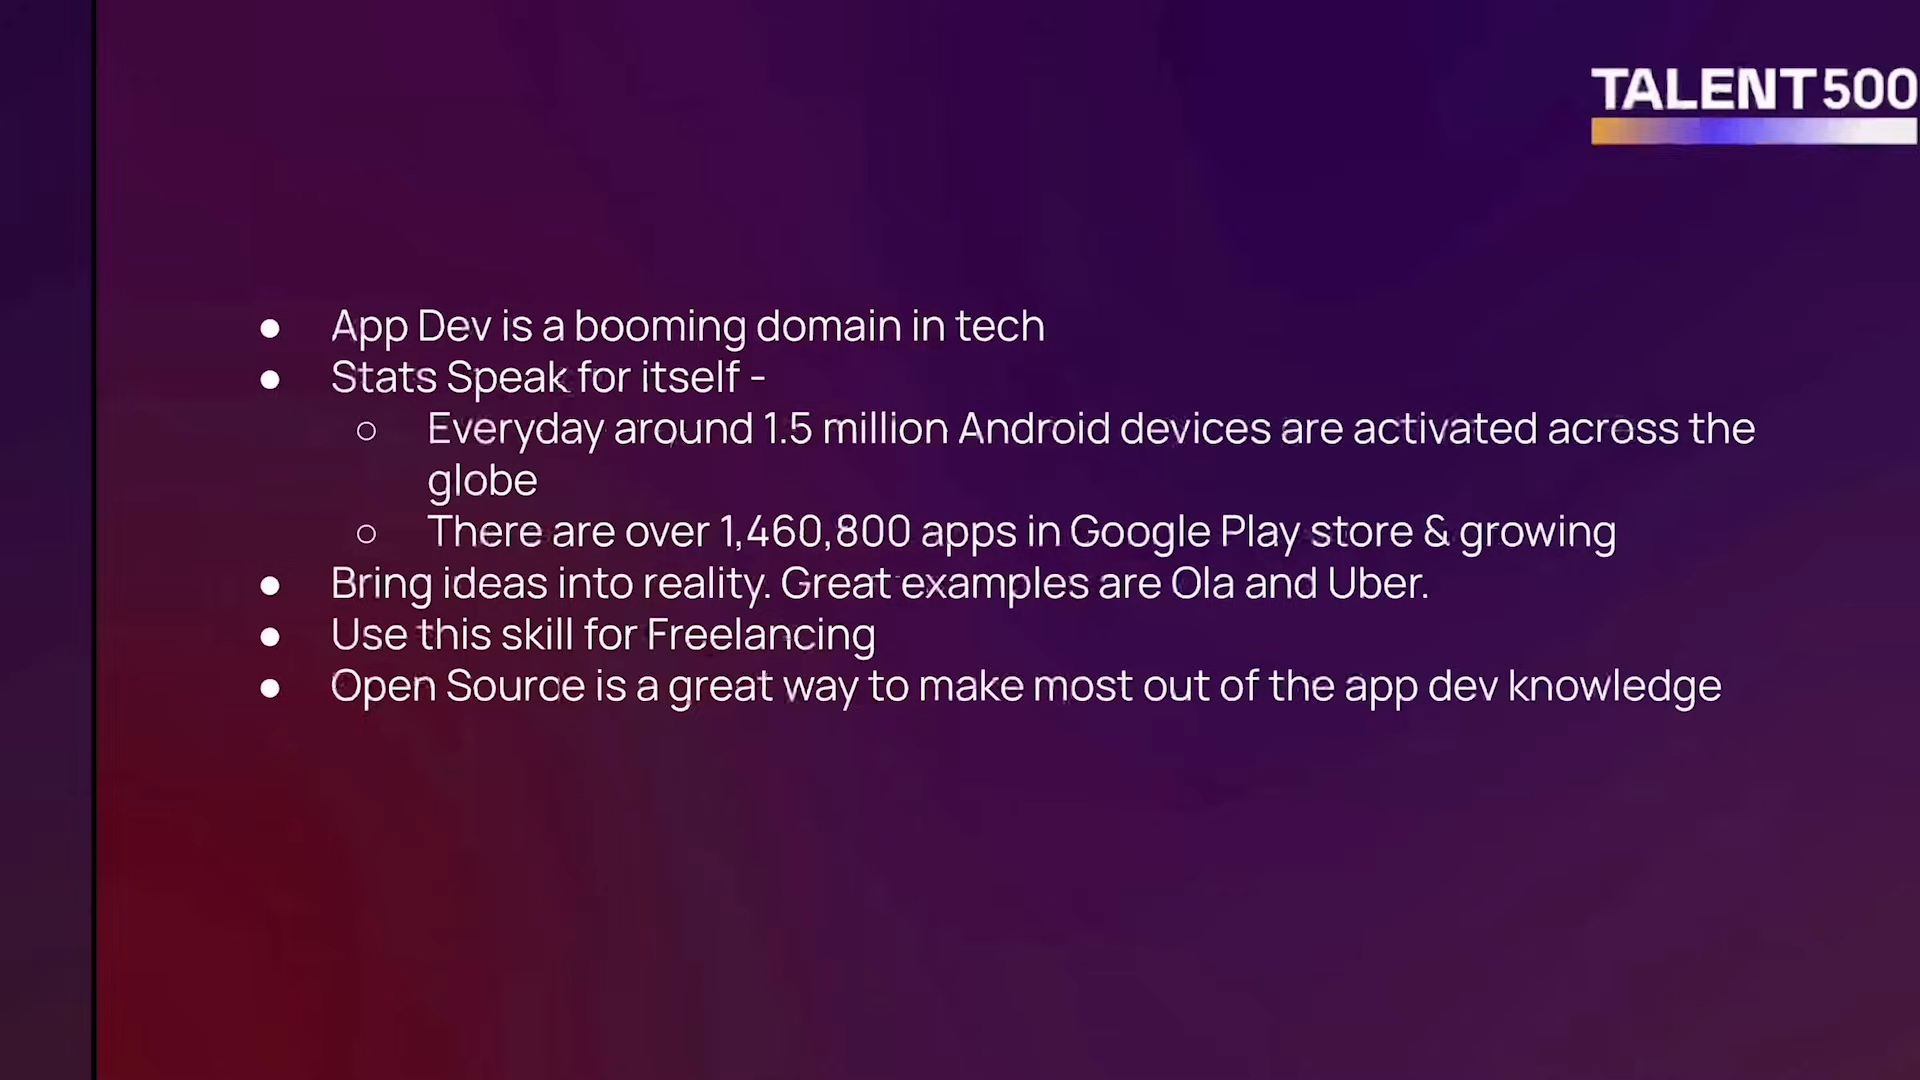 TALENT500
● App Dev is a booming domain in tech
● Stats Speak for itself -
○ Everyday around 1.5 million Android devices are activated across the
globe
○ There are over 1,460,800 apps in Google Play store & growing
● Bring ideas into reality. Great examples are Ola and Uber.
● Use this skill for Freelancing
● Open Source is a great way to make most out of the app dev knowledge